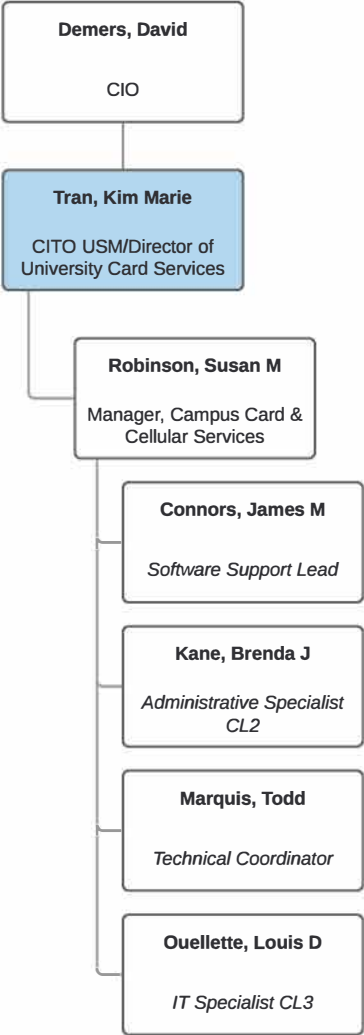 Demers, David
CIO
Tran, Kim Marie
CITO USM/Director of
University Card Services
Robinson, Susan M
Manager, Campus Card &
Cellular Services
Connors, James M
Software Support Lead
Kane, Brenda J
Administrative Specialist
CL2
Marquis, Todd
Technical Coordinator
Ouellette, Louis D
IT Specialist CL3